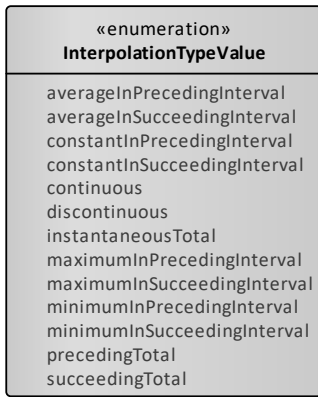 «enumeration»
InterpolationTypeValue
averageInPrecedingInterval
averageInSucceedingInterval
constantInPrecedingInterval
constantInSucceedingInterval
continuous
discontinuous
instantaneousTotal
maximumInPrecedingInterval
maximumInSucceedingInterval
minimumInPrecedingInterval
minimumInSucceedingInterval
precedingTotal
succeedingTotal